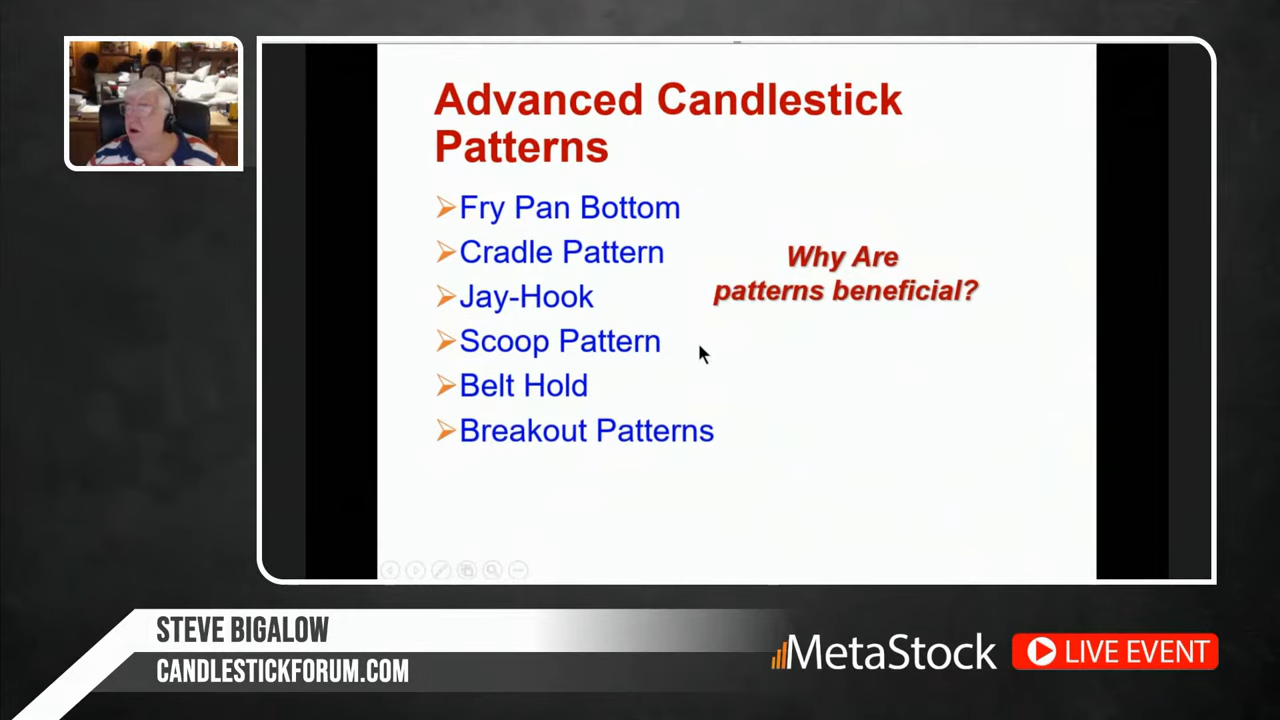 Advanced Candlestick
Patterns
Fry Pan Bottom
Cradle Pattern
Jay-Hook
Scoop Pattern
Belt Hold
Breakout Patterns
Why Are
patterns beneficial?
STEVE BIGALOW
CANDLESTICKFORUM.COM
MetaStock
LIVE EVENT